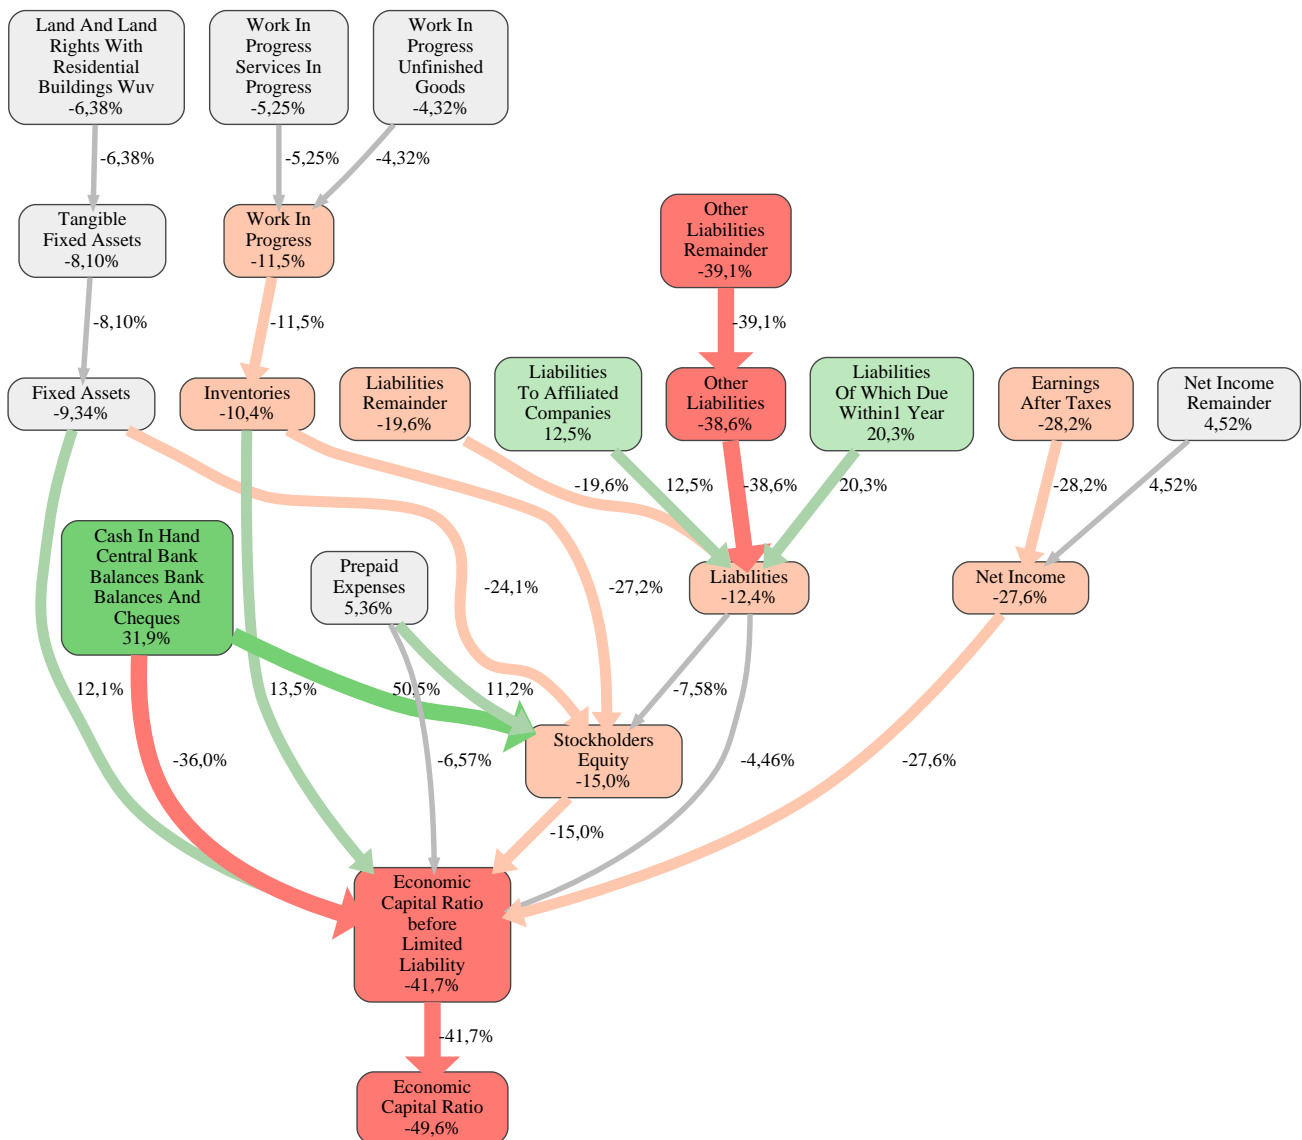 Land And Land
Rights With
Residential
Buildings Wuv
-6,38%
Work In
Progress
Services In
Progress
-5,25%
Work In
Progress
Unfinished
Goods
-4,32%
-6,38%
-5,25%
-4,32%
Tangible
Fixed Assets
-8,10%
Work In
Progress
-11,5%
Other
Liabilities
Remainder
-39,1%
-8,10%
-11,5%
-39,1%
Fixed Assets
-9,34%
Inventories
-10,4%
Liabilities
Remainder
-19,6%
Liabilities
To Affiliated
Companies
12,5%
Other
Liabilities
-38,6%
Liabilities
Of Which Due
Within1 Year
20,3%
Earnings
After Taxes
-28,2%
Net Income
Remainder
4,52%
-19,6%
12,5%
-38,6%
20,3%
-28,2%
4,52%
Cash In Hand
Central Bank
Balances Bank
Balances And
Cheques
31,9%
Prepaid
Expenses
5,36%
-24,1%
-27,2%
Liabilities
-12,4%
Net Income
-27,6%
12,1%
13,5%
50,5%
11,2%
-7,58%
-36,0%
-6,57%
Stockholders
Equity
-15,0%
-4,46%
-27,6%
-15,0%
Economic
Capital Ratio
before
Limited
Liability
-41,7%
-41,7%
Economic
Capital Ratio
-49,6%